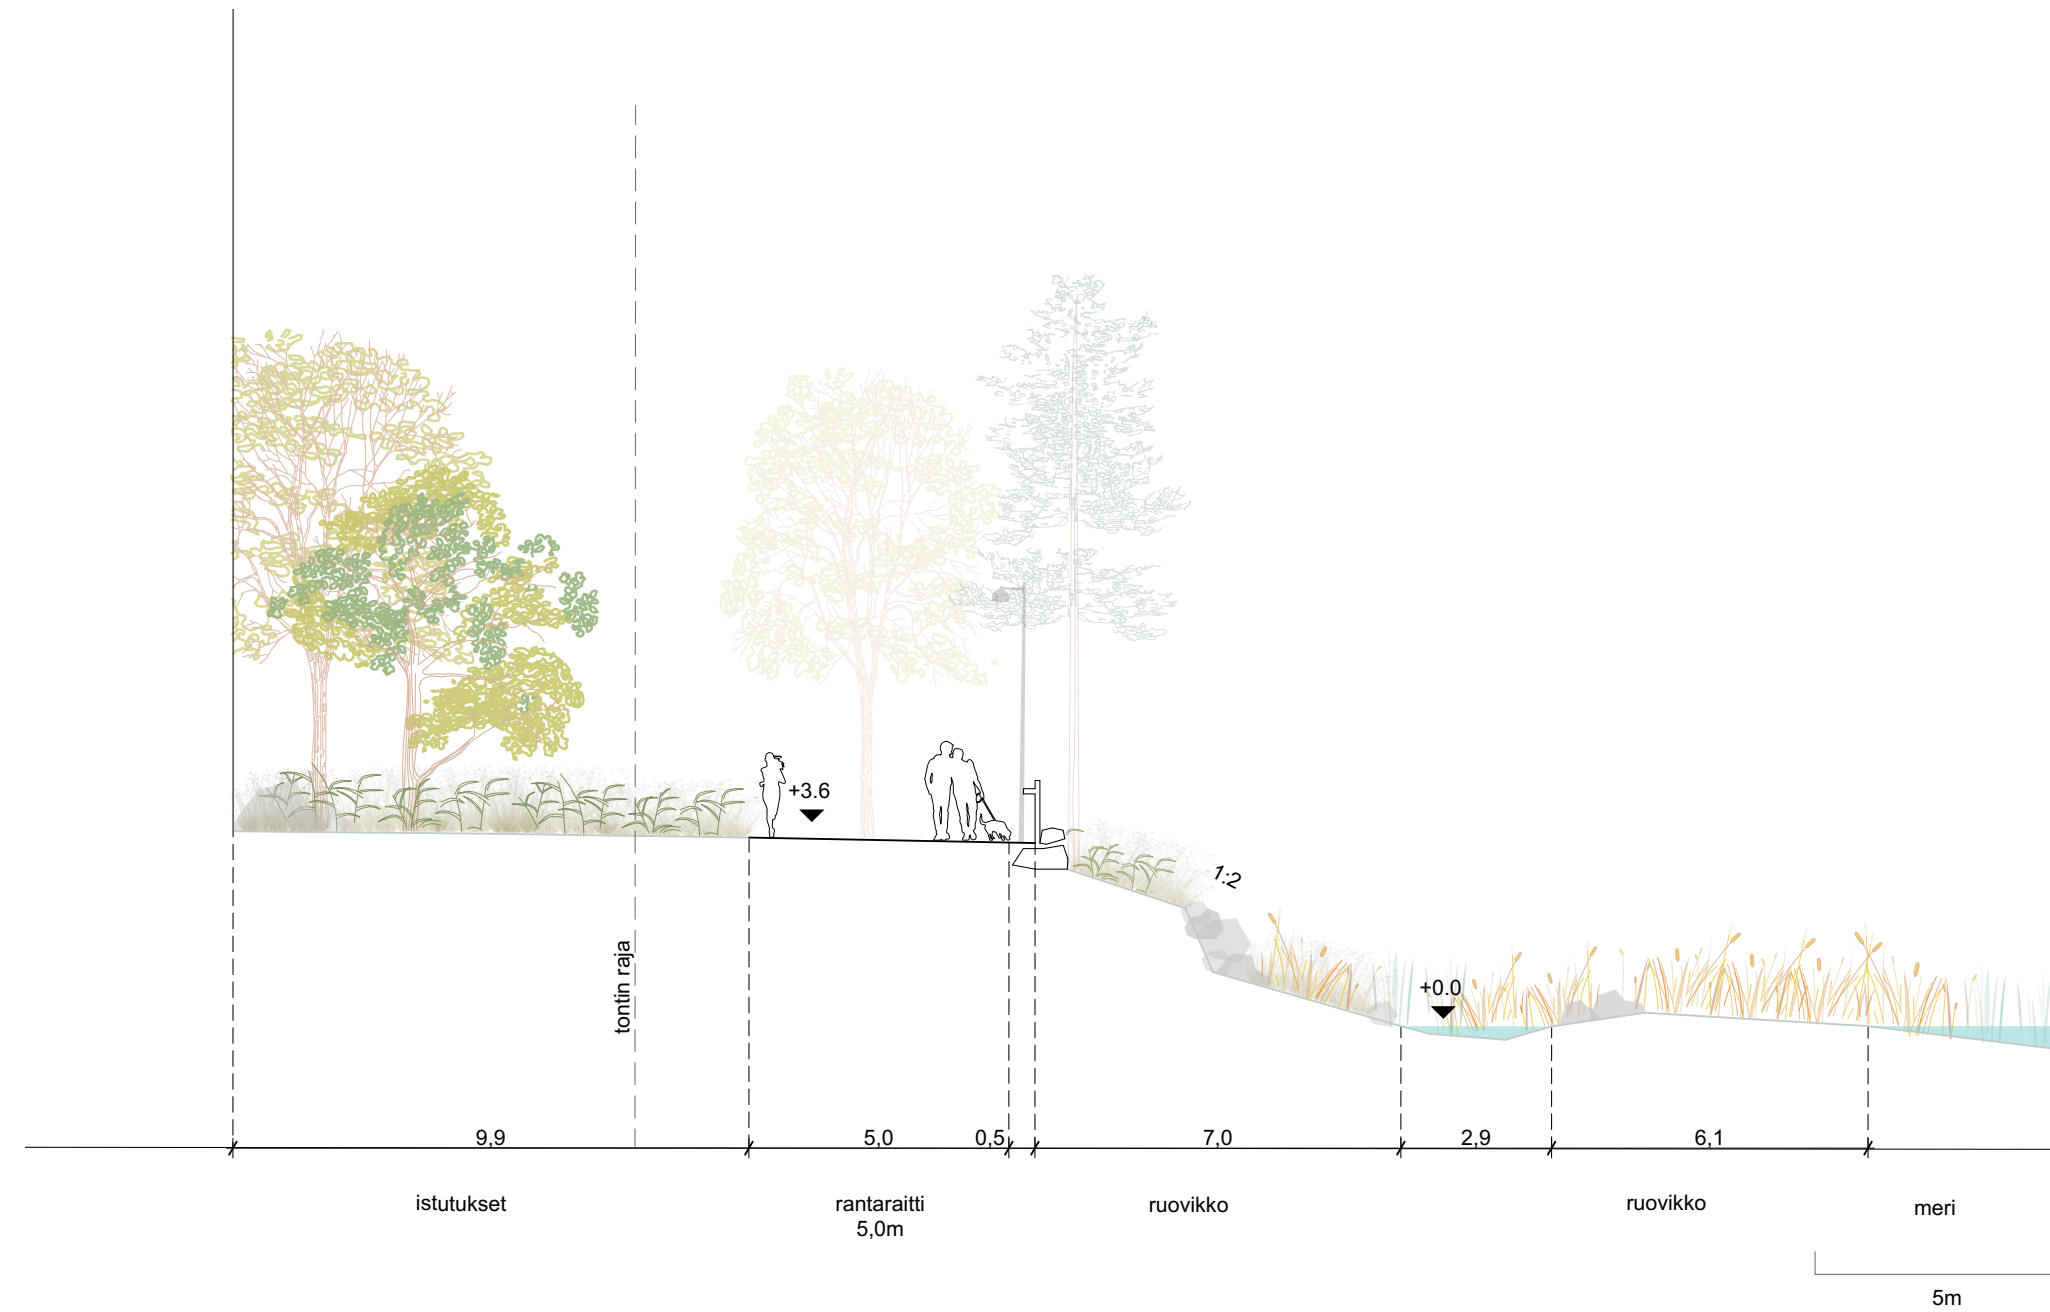 +3.6
1:2
tontin raja
+0.0
9,9
5,0
0,5
7,0
2,9
6,1
istutukset
rantaraitti
5,0m
ruovikko
ruovikko
meri
5m